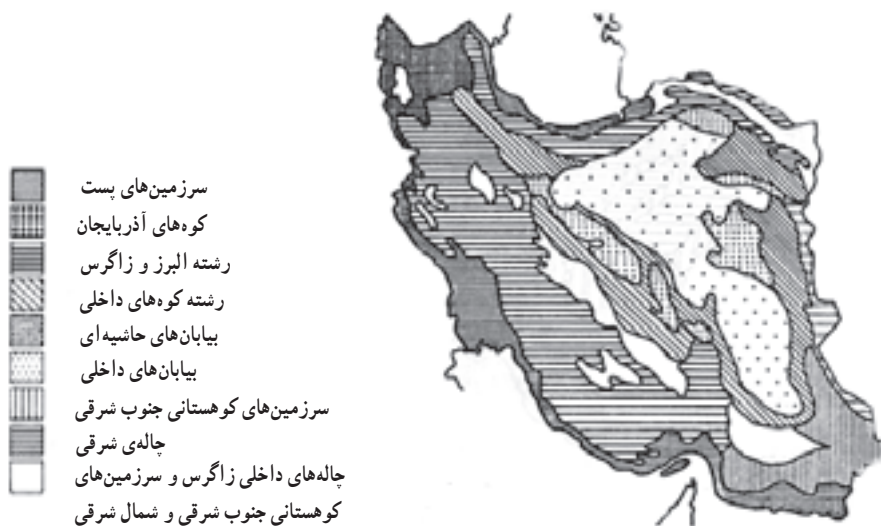 سرزمین‌های پست
کوه‌های آذربایجان
رشته البرز و زاگرس
رشته کوه‌های داخلی
بیابان‌های حاشیه‌ای
بیابان‌های داخلی
سرزمین‌های کوهستانی جنوب شرقی
چاله‌ی شرقی
چاله‌های داخلی زاگرس و سرزمین‌های
کوهستانی جنوب شرقی و شمال شرقی